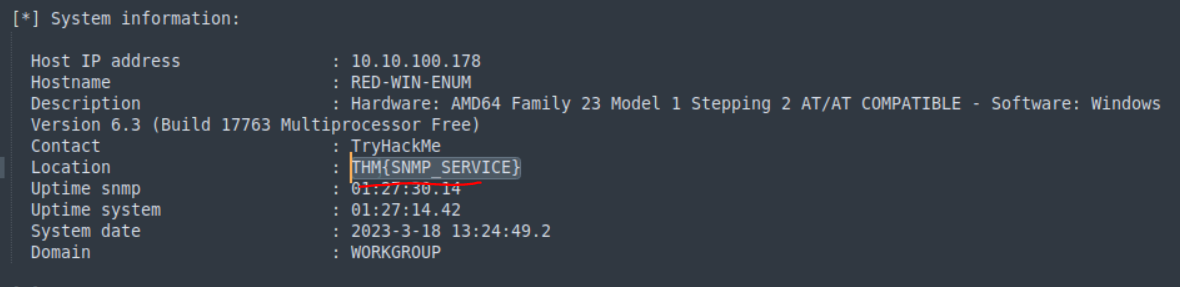 [*] System information:
Host IP address : 10.10.100.178
Hostname : RED-WIN-ENUM
Description : Hardware: AMD64 Family 23 Model 1 Stepping 2 AT/AT COMPATIBLE - Software: Windows
Version 6.3 (Build 17763 Multiprocessor Free)
Contact : TryHackMe
Location : THM{SNMP_SERVICE}
Uptime snmp : 01:27:30.14
Uptime system : 01:27:14.42
System date : 2023-3-18 13:24:49.2
Domain : WORKGROUP